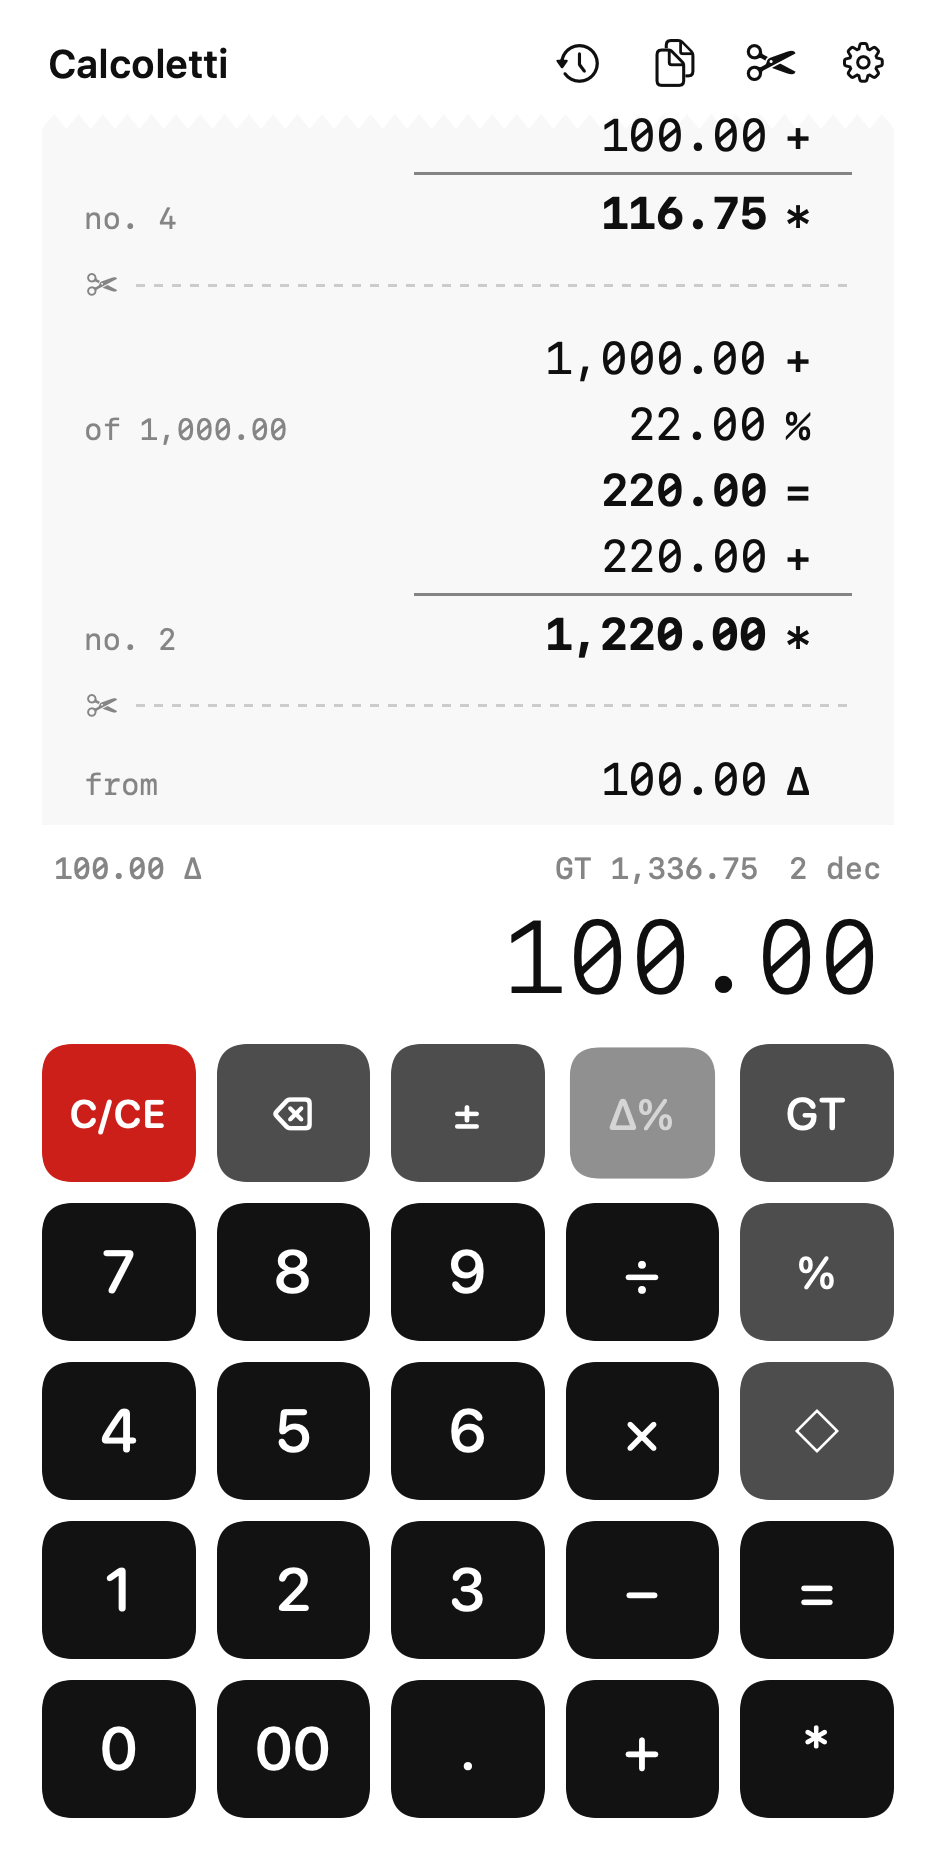 Calcoletti
100.00 +
no. 4 116.75 *
1,000.00 +
of 1,000.00 22.00 %
220.00 =
220.00 +
no. 2 1,220.00 *
from 100.00 Δ
100.00 Δ GT 1,336.75 2 dec
100.00
C/CE ± Δ% GT
7 8 9 ÷ %
4 5 6 × ◇
1 2 3 − =
0 00 . + *